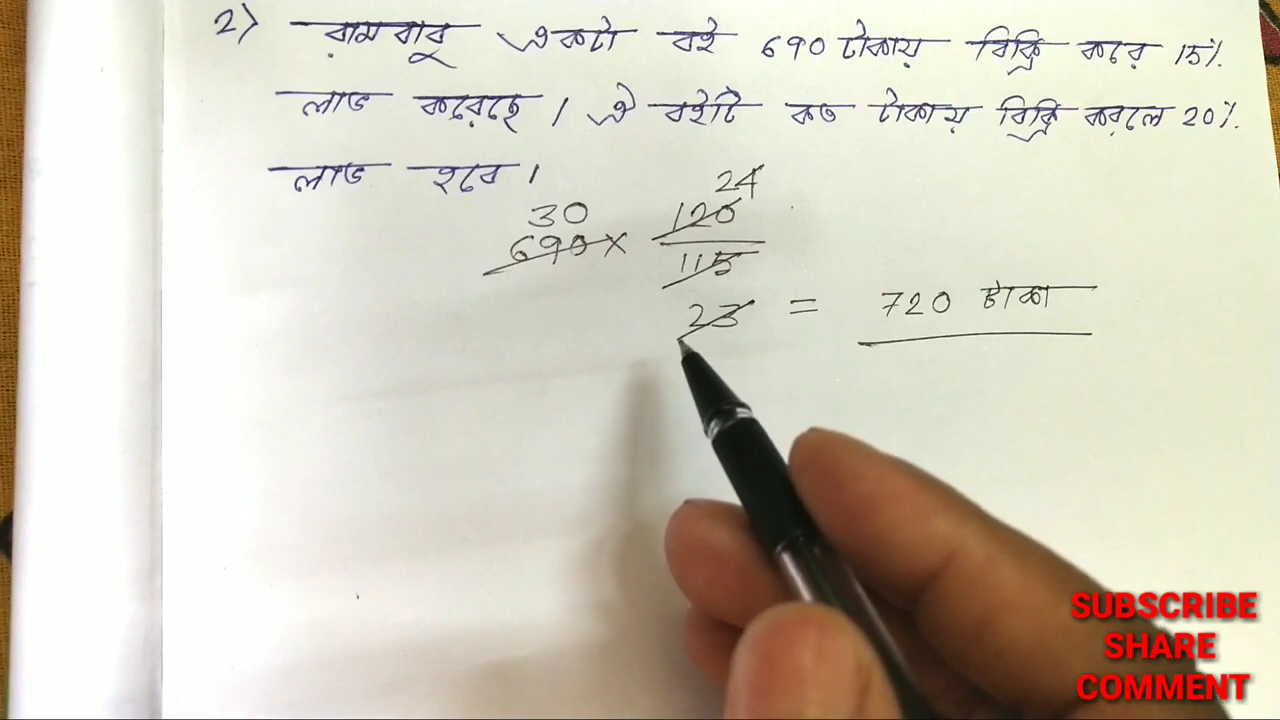 2) রামবাবু একটা বই 690 টাকায় বিক্রি করে 15%
লাভ করেছে। ঐ বইটি কত টাকায় বিক্রি করলে 20%
লাভ হবে।
30 24
690 × 120
115
23 = 720 টাকা
SUBSCRIBE
SHARE
COMMENT